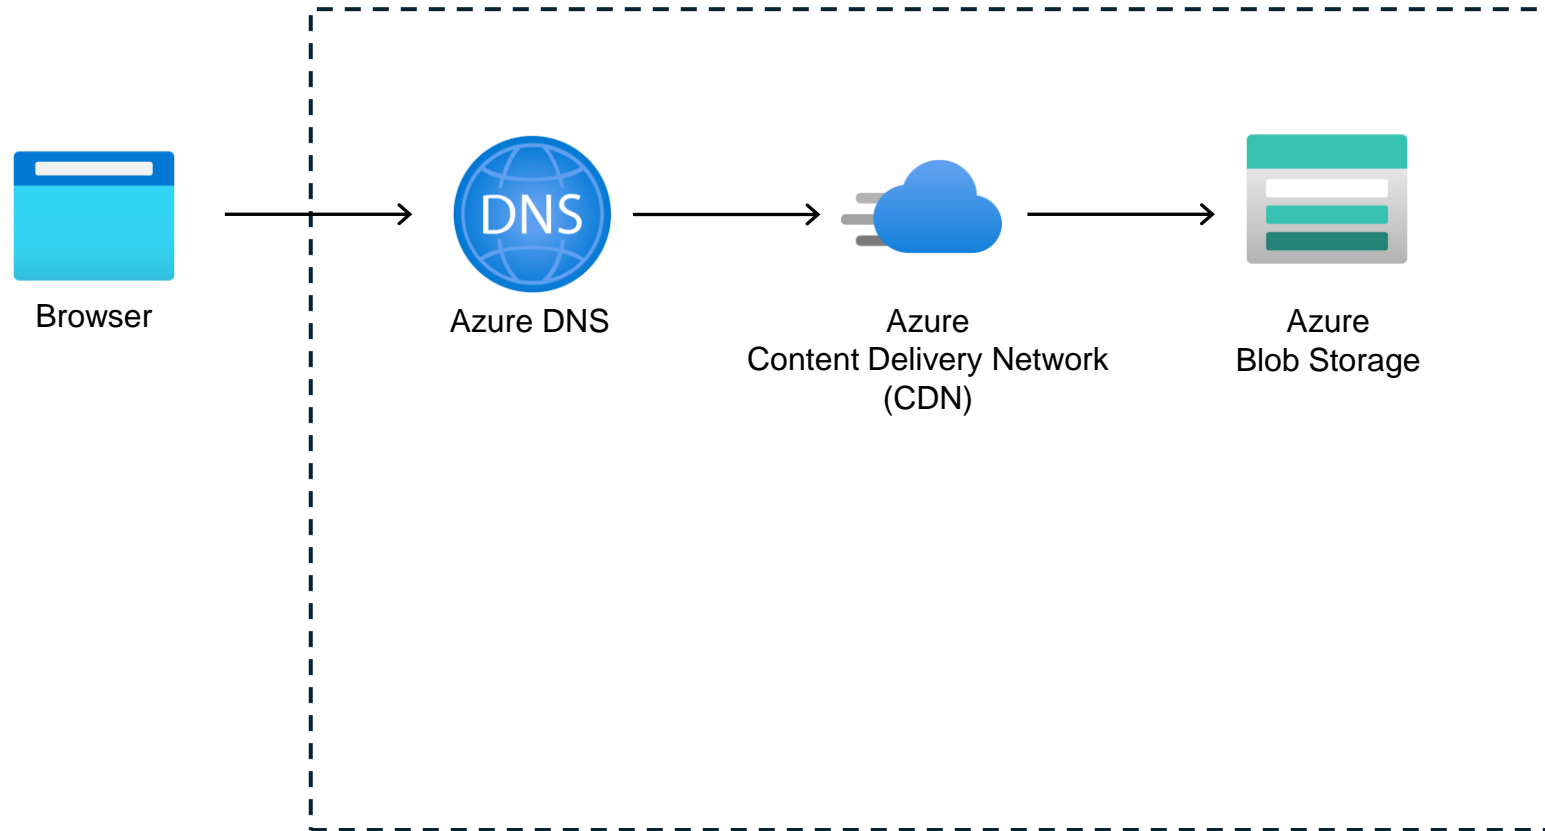 DNS
Browser
Azure DNS
Azure
Content Delivery Network
(CDN)
Azure
Blob Storage